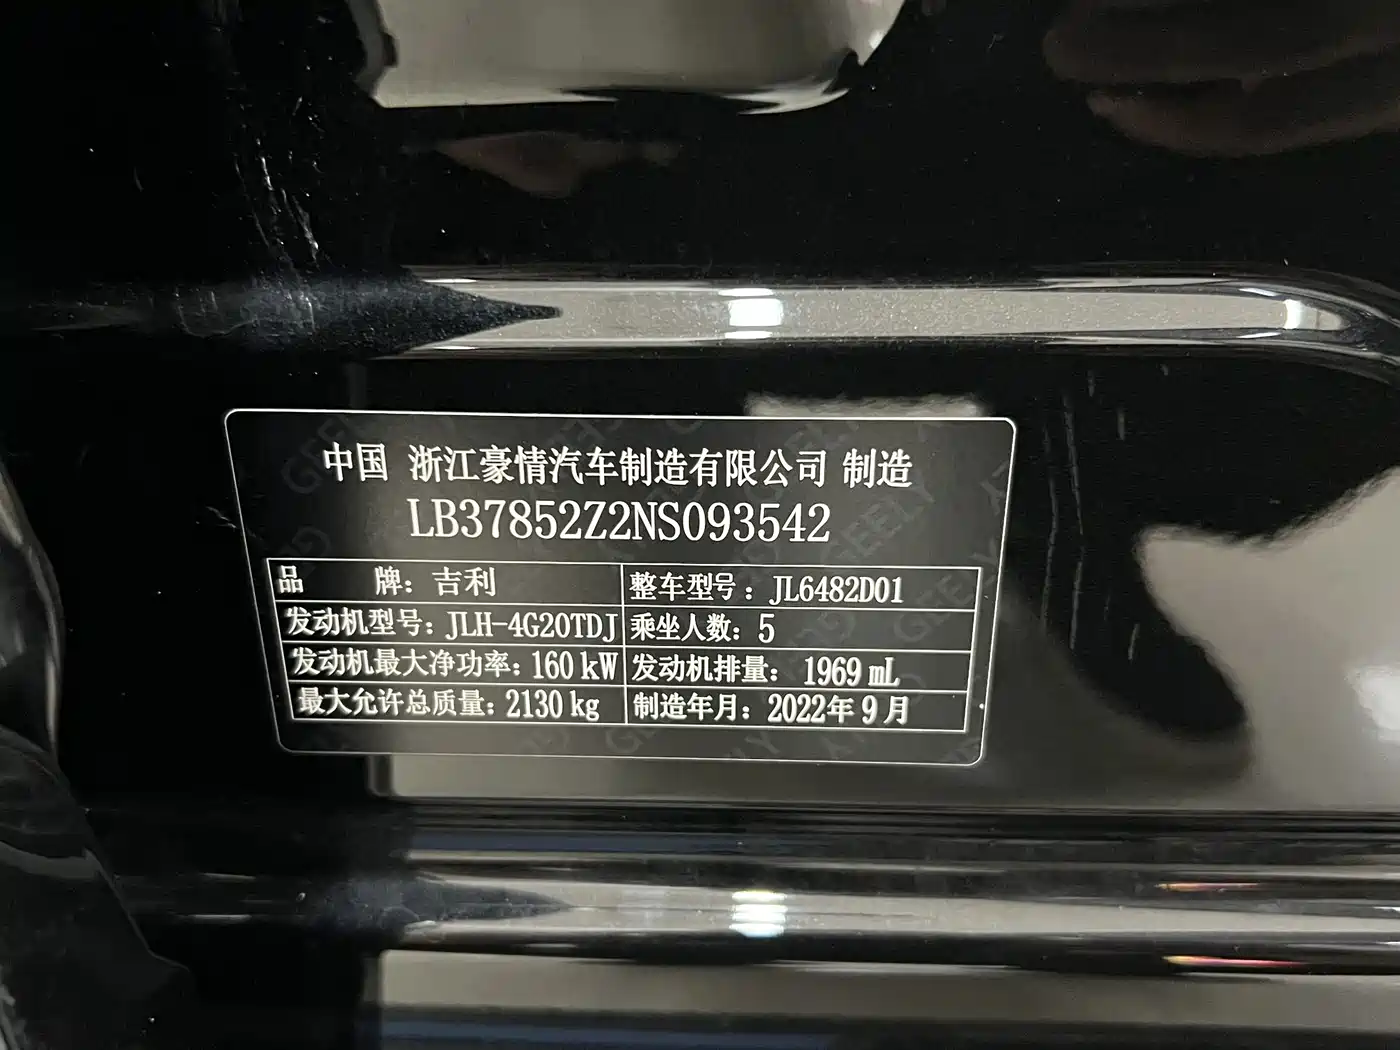 中国 浙江豪情汽车制造有限公司 制造
LB37852Z2NS093542
品 牌：吉利 整车型号：JL6482D01
发动机型号：JLH-4G20TDJ 乘坐人数：5
发动机最大净功率：160 kW 发动机排量：1969 mL
最大允许总质量：2130 kg 制造年月：2022年9月
GEELY